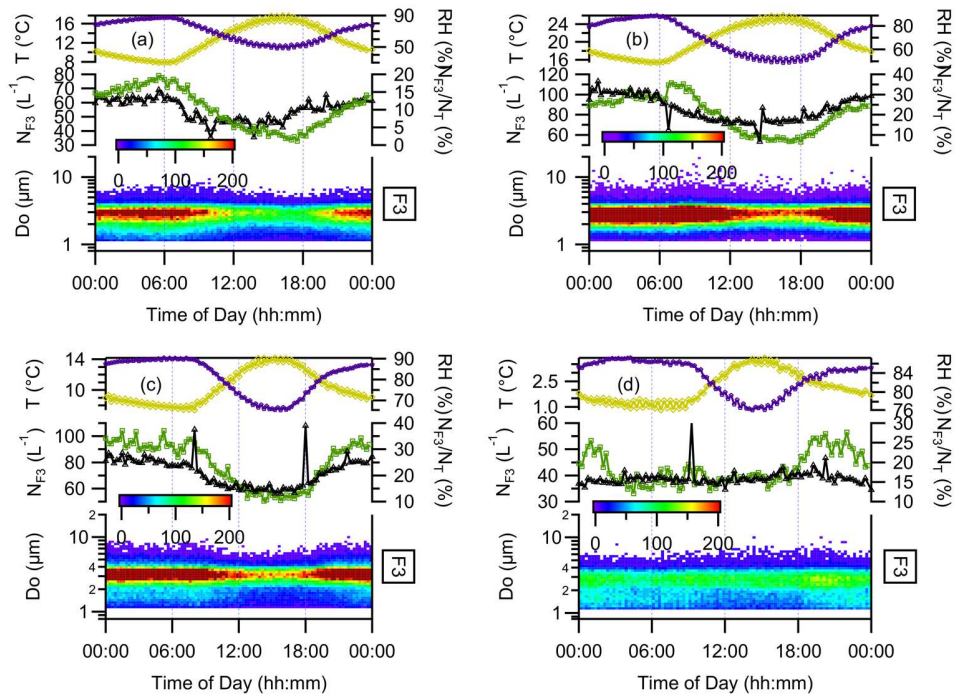 T (°C)
16
12
8
(a)
90
50
RH (%)
N_F3 (L⁻¹)
80
70
60
50
40
30
20
15
10
5
0
N_F3/N_T (%)
0 100 200
Do (µm)
10
1
F3
00:00 06:00 12:00 18:00 00:00
Time of Day (hh:mm)
T (°C)
24
20
16
(b)
80
60
RH (%)
N_F3 (L⁻¹)
120
100
80
60
40
30
20
10
N_F3/N_T (%)
0 100 200
Do (µm)
10
1
F3
00:00 06:00 12:00 18:00 00:00
Time of Day (hh:mm)
T (°C)
14
10
(c)
90
80
70
60
RH (%)
N_F3 (L⁻¹)
100
80
60
40
30
20
10
N_F3/N_T (%)
0 100 200
Do (µm)
2
10
4
2
1
F3
00:00 06:00 12:00 18:00 00:00
Time of Day (hh:mm)
T (°C)
2.5
1.0
(d)
84
80
76
RH (%)
N_F3 (L⁻¹)
60
50
40
30
30
25
20
15
10
N_F3/N_T (%)
0 100 200
Do (µm)
2
10
4
2
1
F3
00:00 06:00 12:00 18:00 00:00
Time of Day (hh:mm)